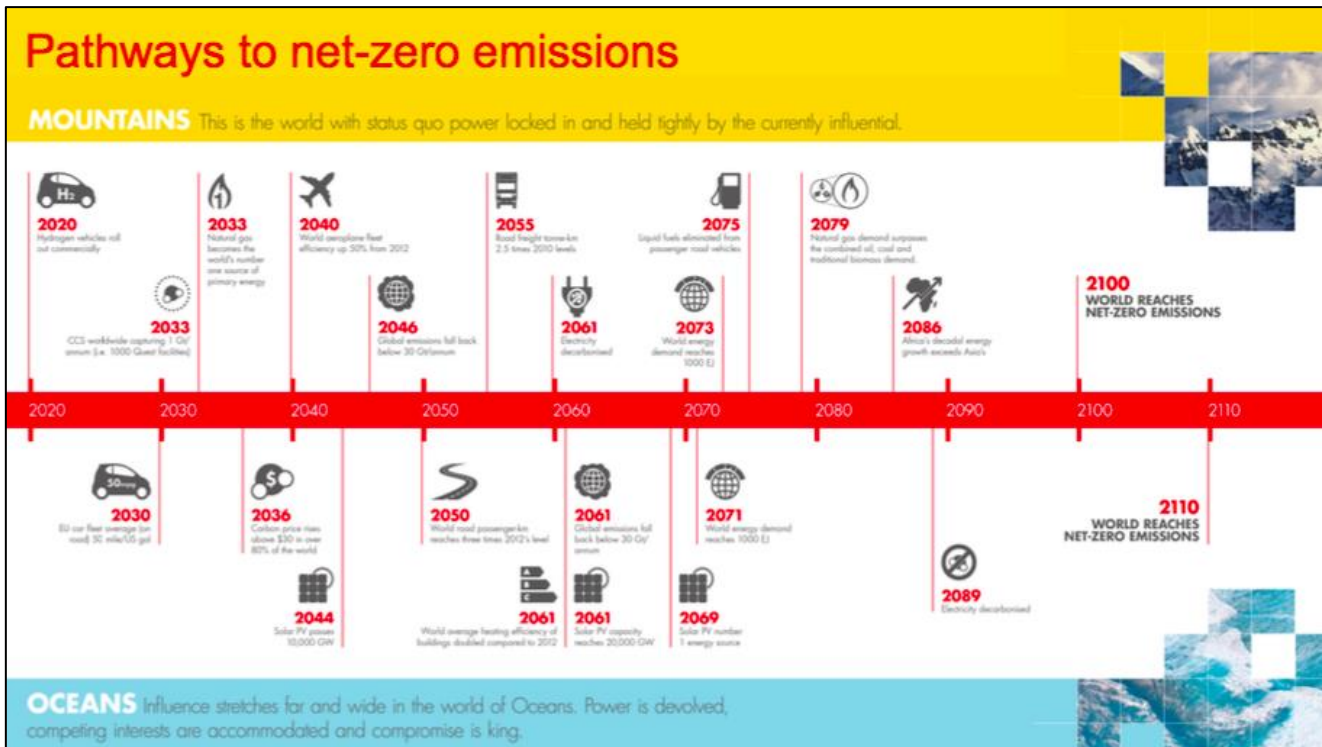 Pathways to net-zero emissions
MOUNTAINS This is the world with status quo power locked in and held tightly by the currently influential.
H₂
2020
Hydrogen vehicles roll
out commercially
1
2033
Natural gas
becomes the
world's number
one source of
primary energy
2040
World aeroplane fleet
efficiency up 50% from 2012
2055
Road freight tonne-km
2.5 times 2010 levels
2075
Liquid fuels eliminated from
passenger road vehicles
2079
Natural gas demand surpasses
the combined oil, coal and
traditional biomass demand.
2033
CCS worldwide capturing 1 Gt/
annum (i.e. 1000 Quest facilities)
2046
Global emissions fall back
below 30 Gt/annum
2061
Electricity
decarbonised
2073
World energy
demand reaches
1000 EJ
2086
Africa's decadal energy
growth exceeds Asia's
2100
WORLD REACHES
NET-ZERO EMISSIONS
2020 2030 2040 2050 2060 2070 2080 2090 2100 2110
50mpg
2030
EU car fleet average (on
road) 50 mile/US gal
$
2036
Carbon price rises
above $30 in over
80% of the world
2050
World road passenger-km
reaches three times 2012's level
2061
Global emissions fall
back below 30 Gt/
annum
2071
World energy demand
reaches 1000 EJ
2110
WORLD REACHES
NET-ZERO EMISSIONS
2044
Solar PV passes
10,000 GW
A
B
C
2061
World average heating efficiency of
buildings doubled compared to 2012
2061
Solar PV capacity
reaches 20,000 GW
2069
Solar PV number
1 energy source
2089
Electricity decarbonised
OCEANS Influence stretches far and wide in the world of Oceans. Power is devolved,
competing interests are accommodated and compromise is king.